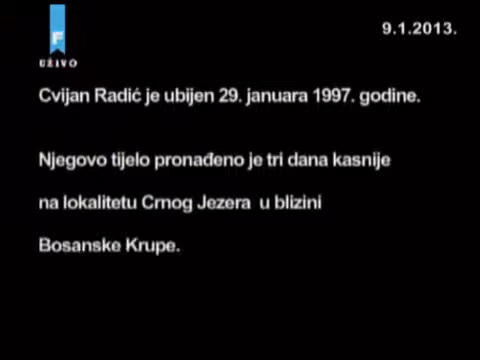 F
UŽIVO
9.1.2013.
Cvijan Radić je ubijen 29. januara 1997. godine.
Njegovo tijelo pronađeno je tri dana kasnije
na lokalitetu Crnog Jezera u blizini
Bosanske Krupe.